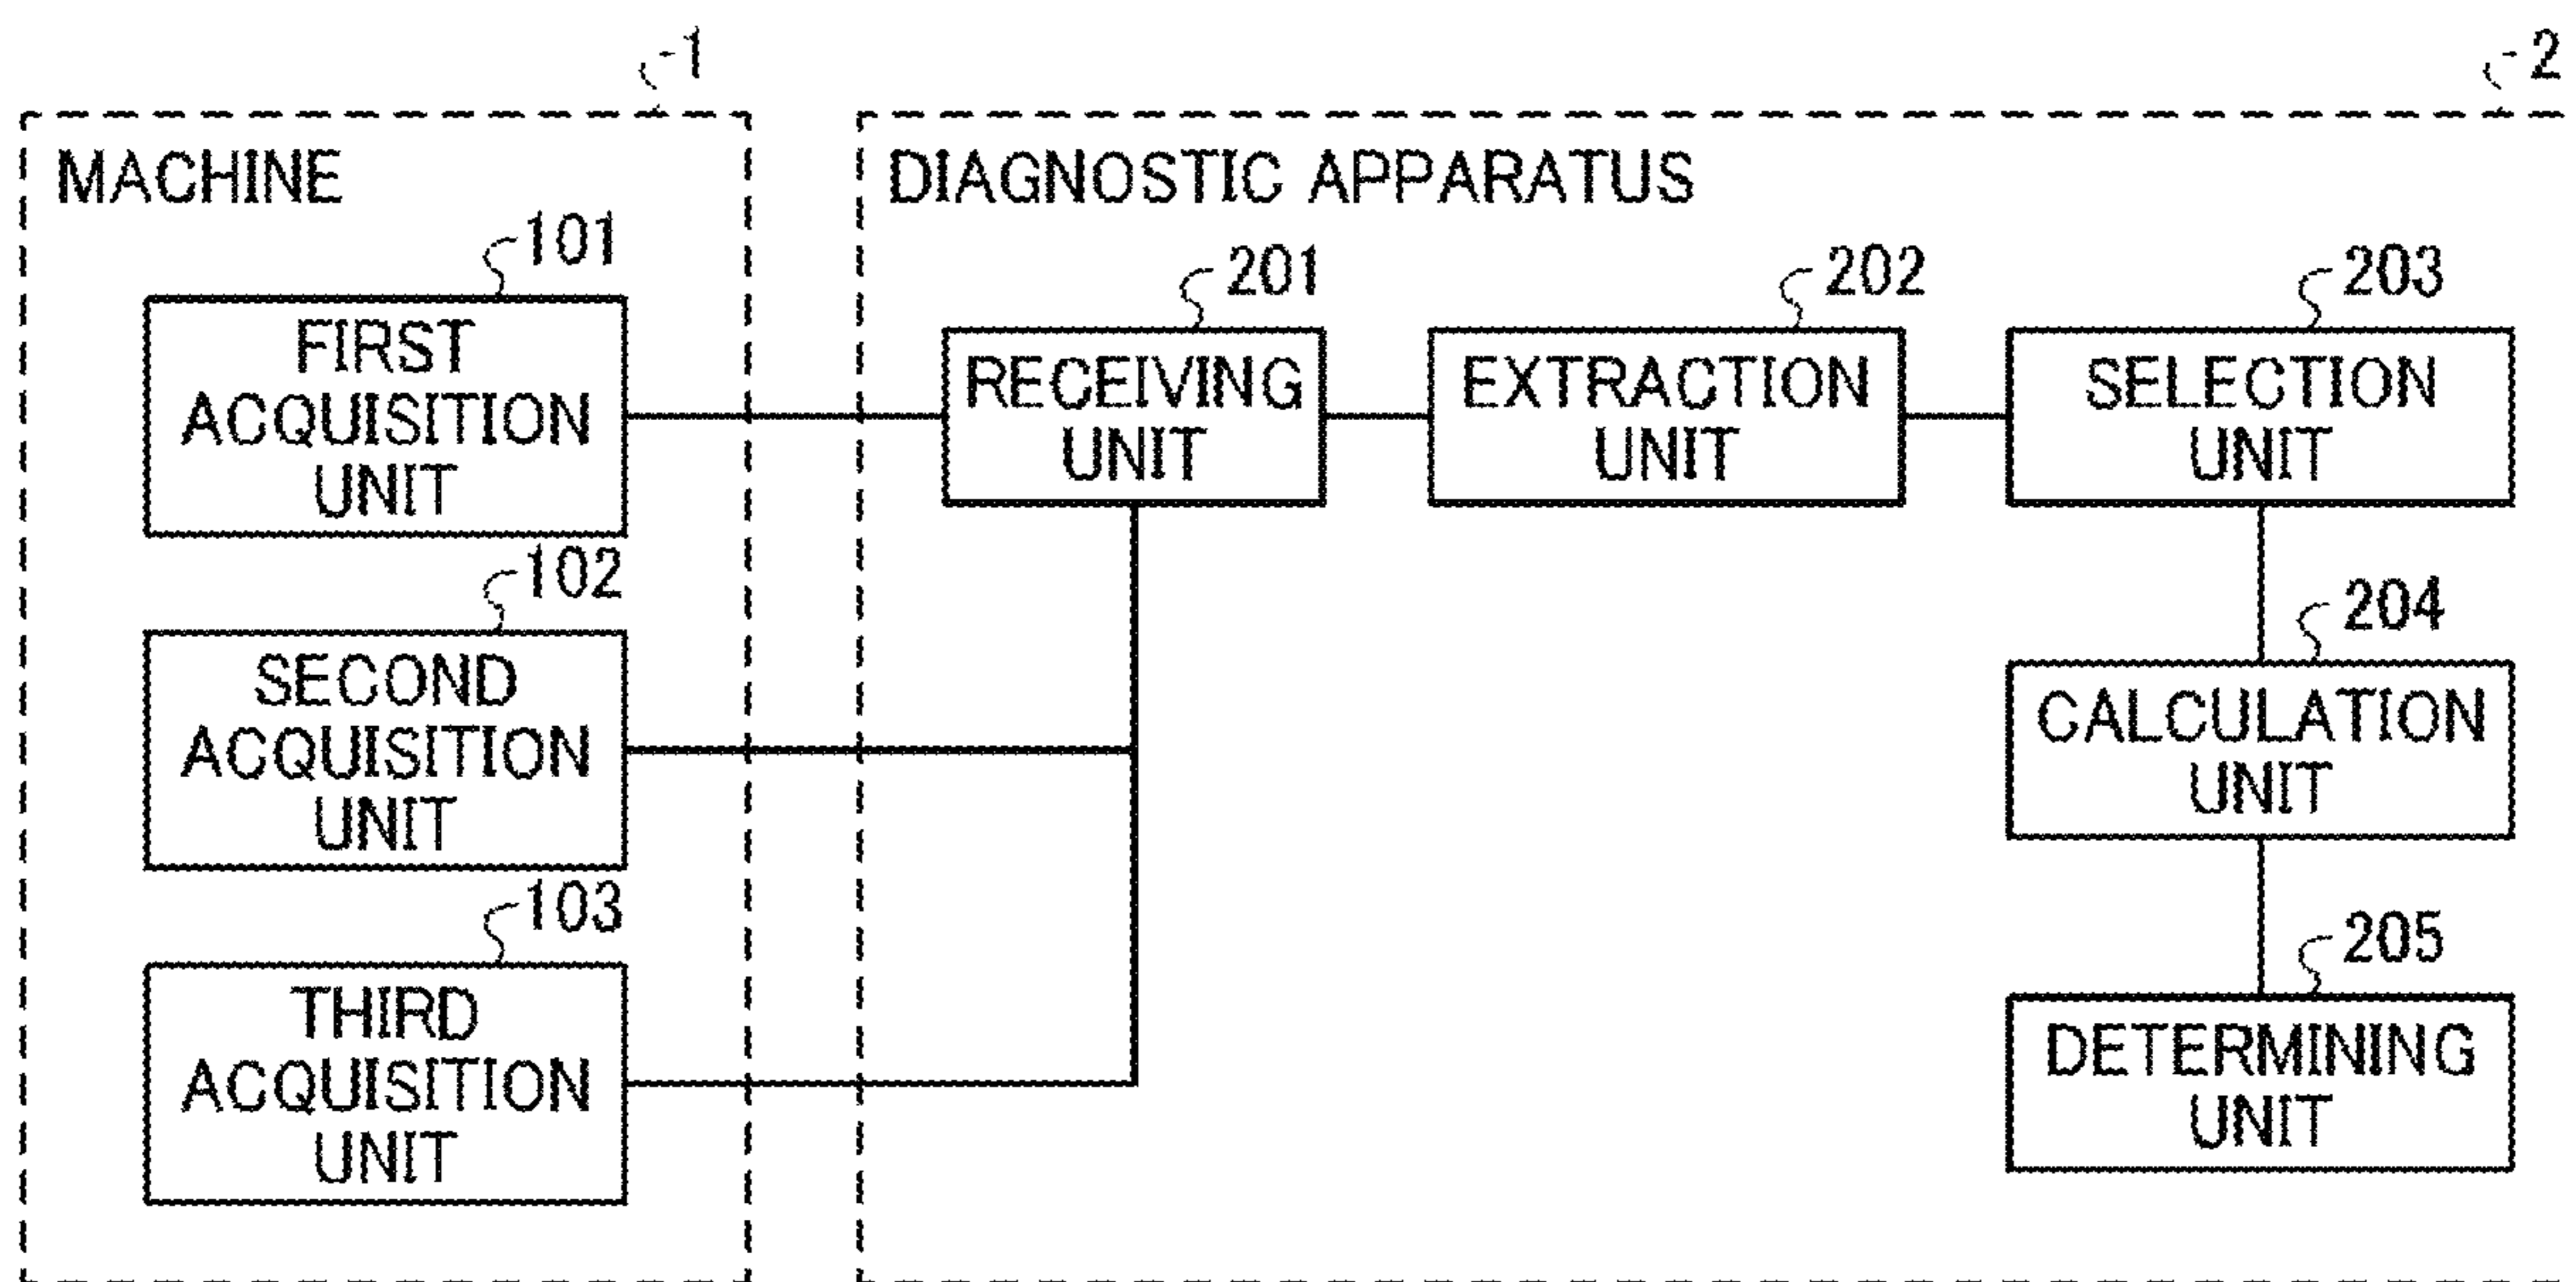 1
2
MACHINE
DIAGNOSTIC APPARATUS
101
FIRST
ACQUISITION
UNIT
102
SECOND
ACQUISITION
UNIT
103
THIRD
ACQUISITION
UNIT
201
RECEIVING
UNIT
202
EXTRACTION
UNIT
203
SELECTION
UNIT
204
CALCULATION
UNIT
205
DETERMINING
UNIT